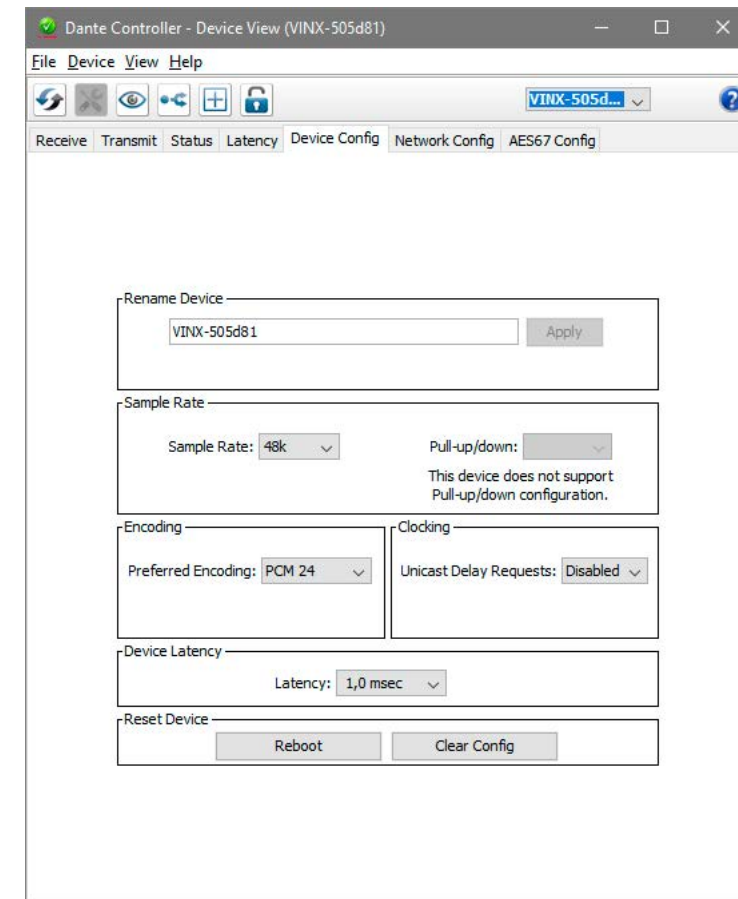 Dante Controller - Device View (VINX-505d81)
File Device View Help
VINX-505d...
Receive Transmit Status Latency Device Config Network Config AES67 Config
Rename Device
VINX-505d81 Apply
Sample Rate
Sample Rate: 48k Pull-up/down:
This device does not support
Pull-up/down configuration.
Encoding Clocking
Preferred Encoding: PCM 24 Unicast Delay Requests: Disabled
Device Latency
Latency: 1,0 msec
Reset Device
Reboot Clear Config